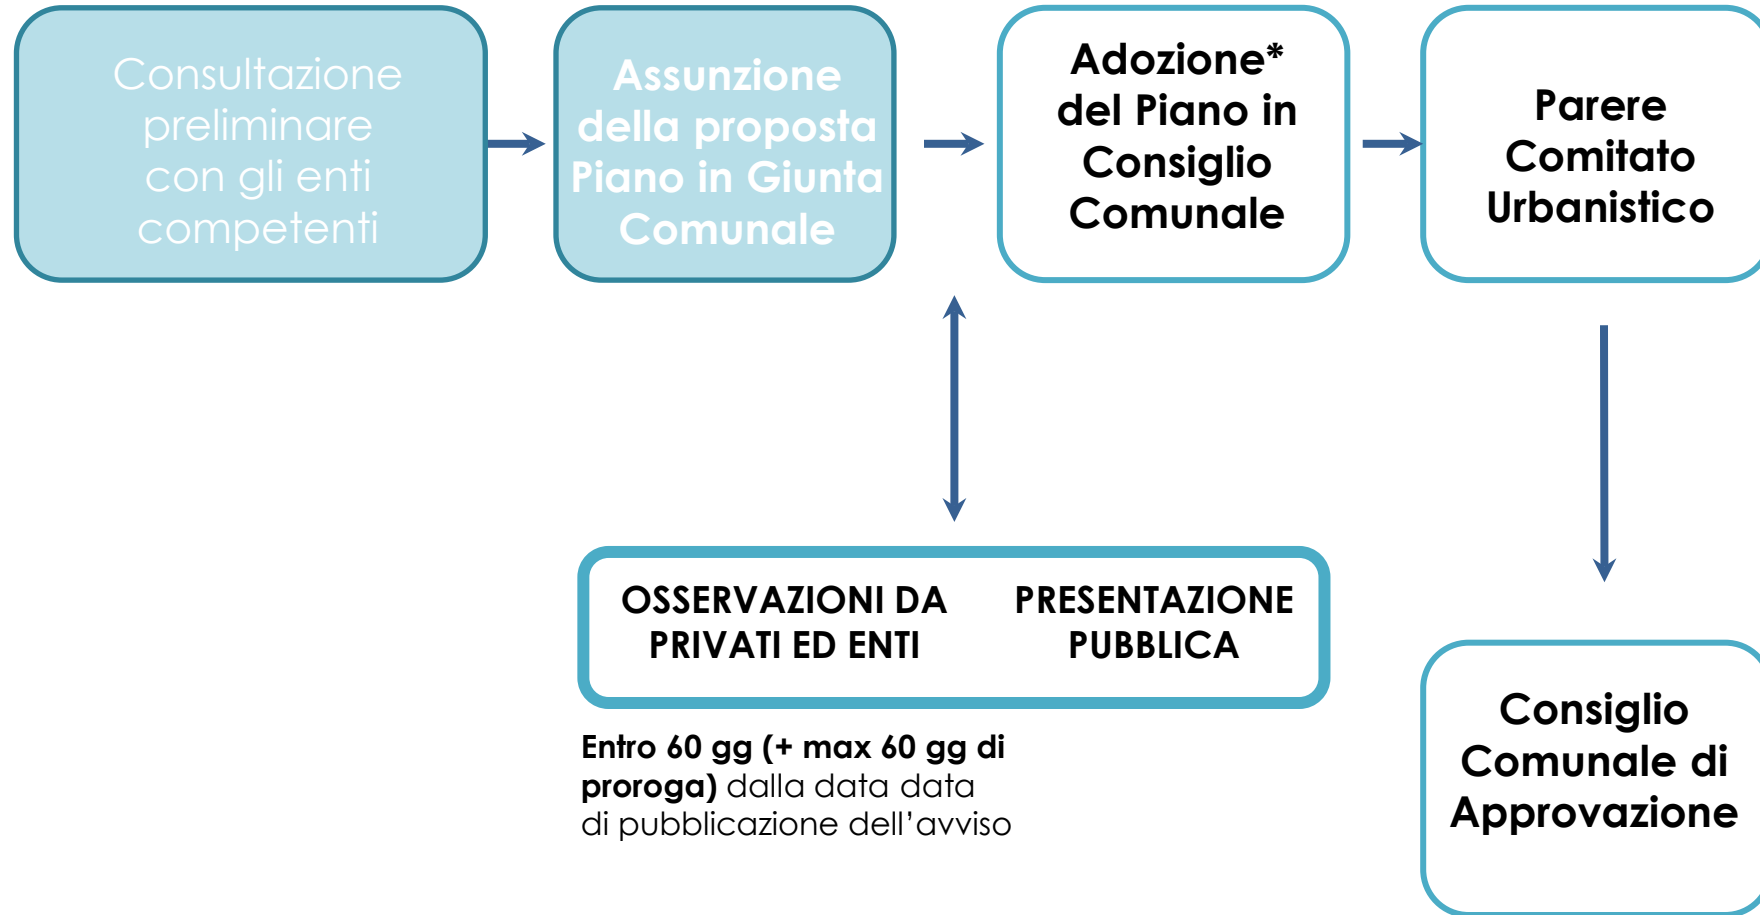 Consultazione
preliminare
con gli enti
competenti
Assunzione
della proposta
Piano in Giunta
Comunale
Adozione*
del Piano in
Consiglio
Comunale
Parere
Comitato
Urbanistico
OSSERVAZIONI DA
PRIVATI ED ENTI
PRESENTAZIONE
PUBBLICA
Entro 60 gg (+ max 60 gg di
proroga) dalla data data
di pubblicazione dell’avviso
Consiglio
Comunale di
Approvazione